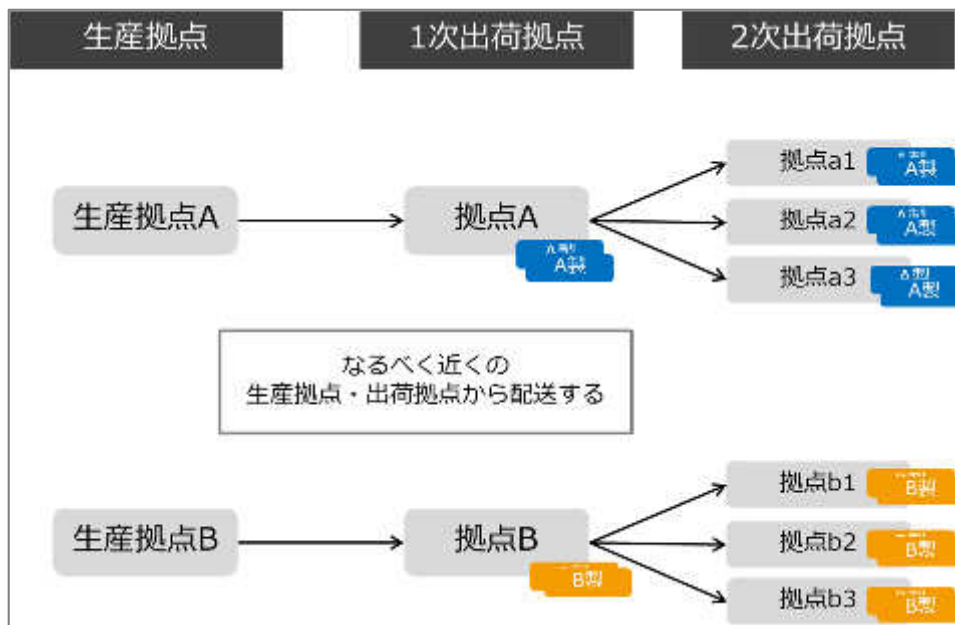 生産拠点
1次出荷拠点
2次出荷拠点
生産拠点A
拠点A
A製
A製
拠点a1
A製
拠点a2
A製
拠点a3
A製
A製
なるべく近くの
生産拠点・出荷拠点から配送する
生産拠点B
拠点B
B製
拠点b1
B製
拠点b2
B製
拠点b3
B製